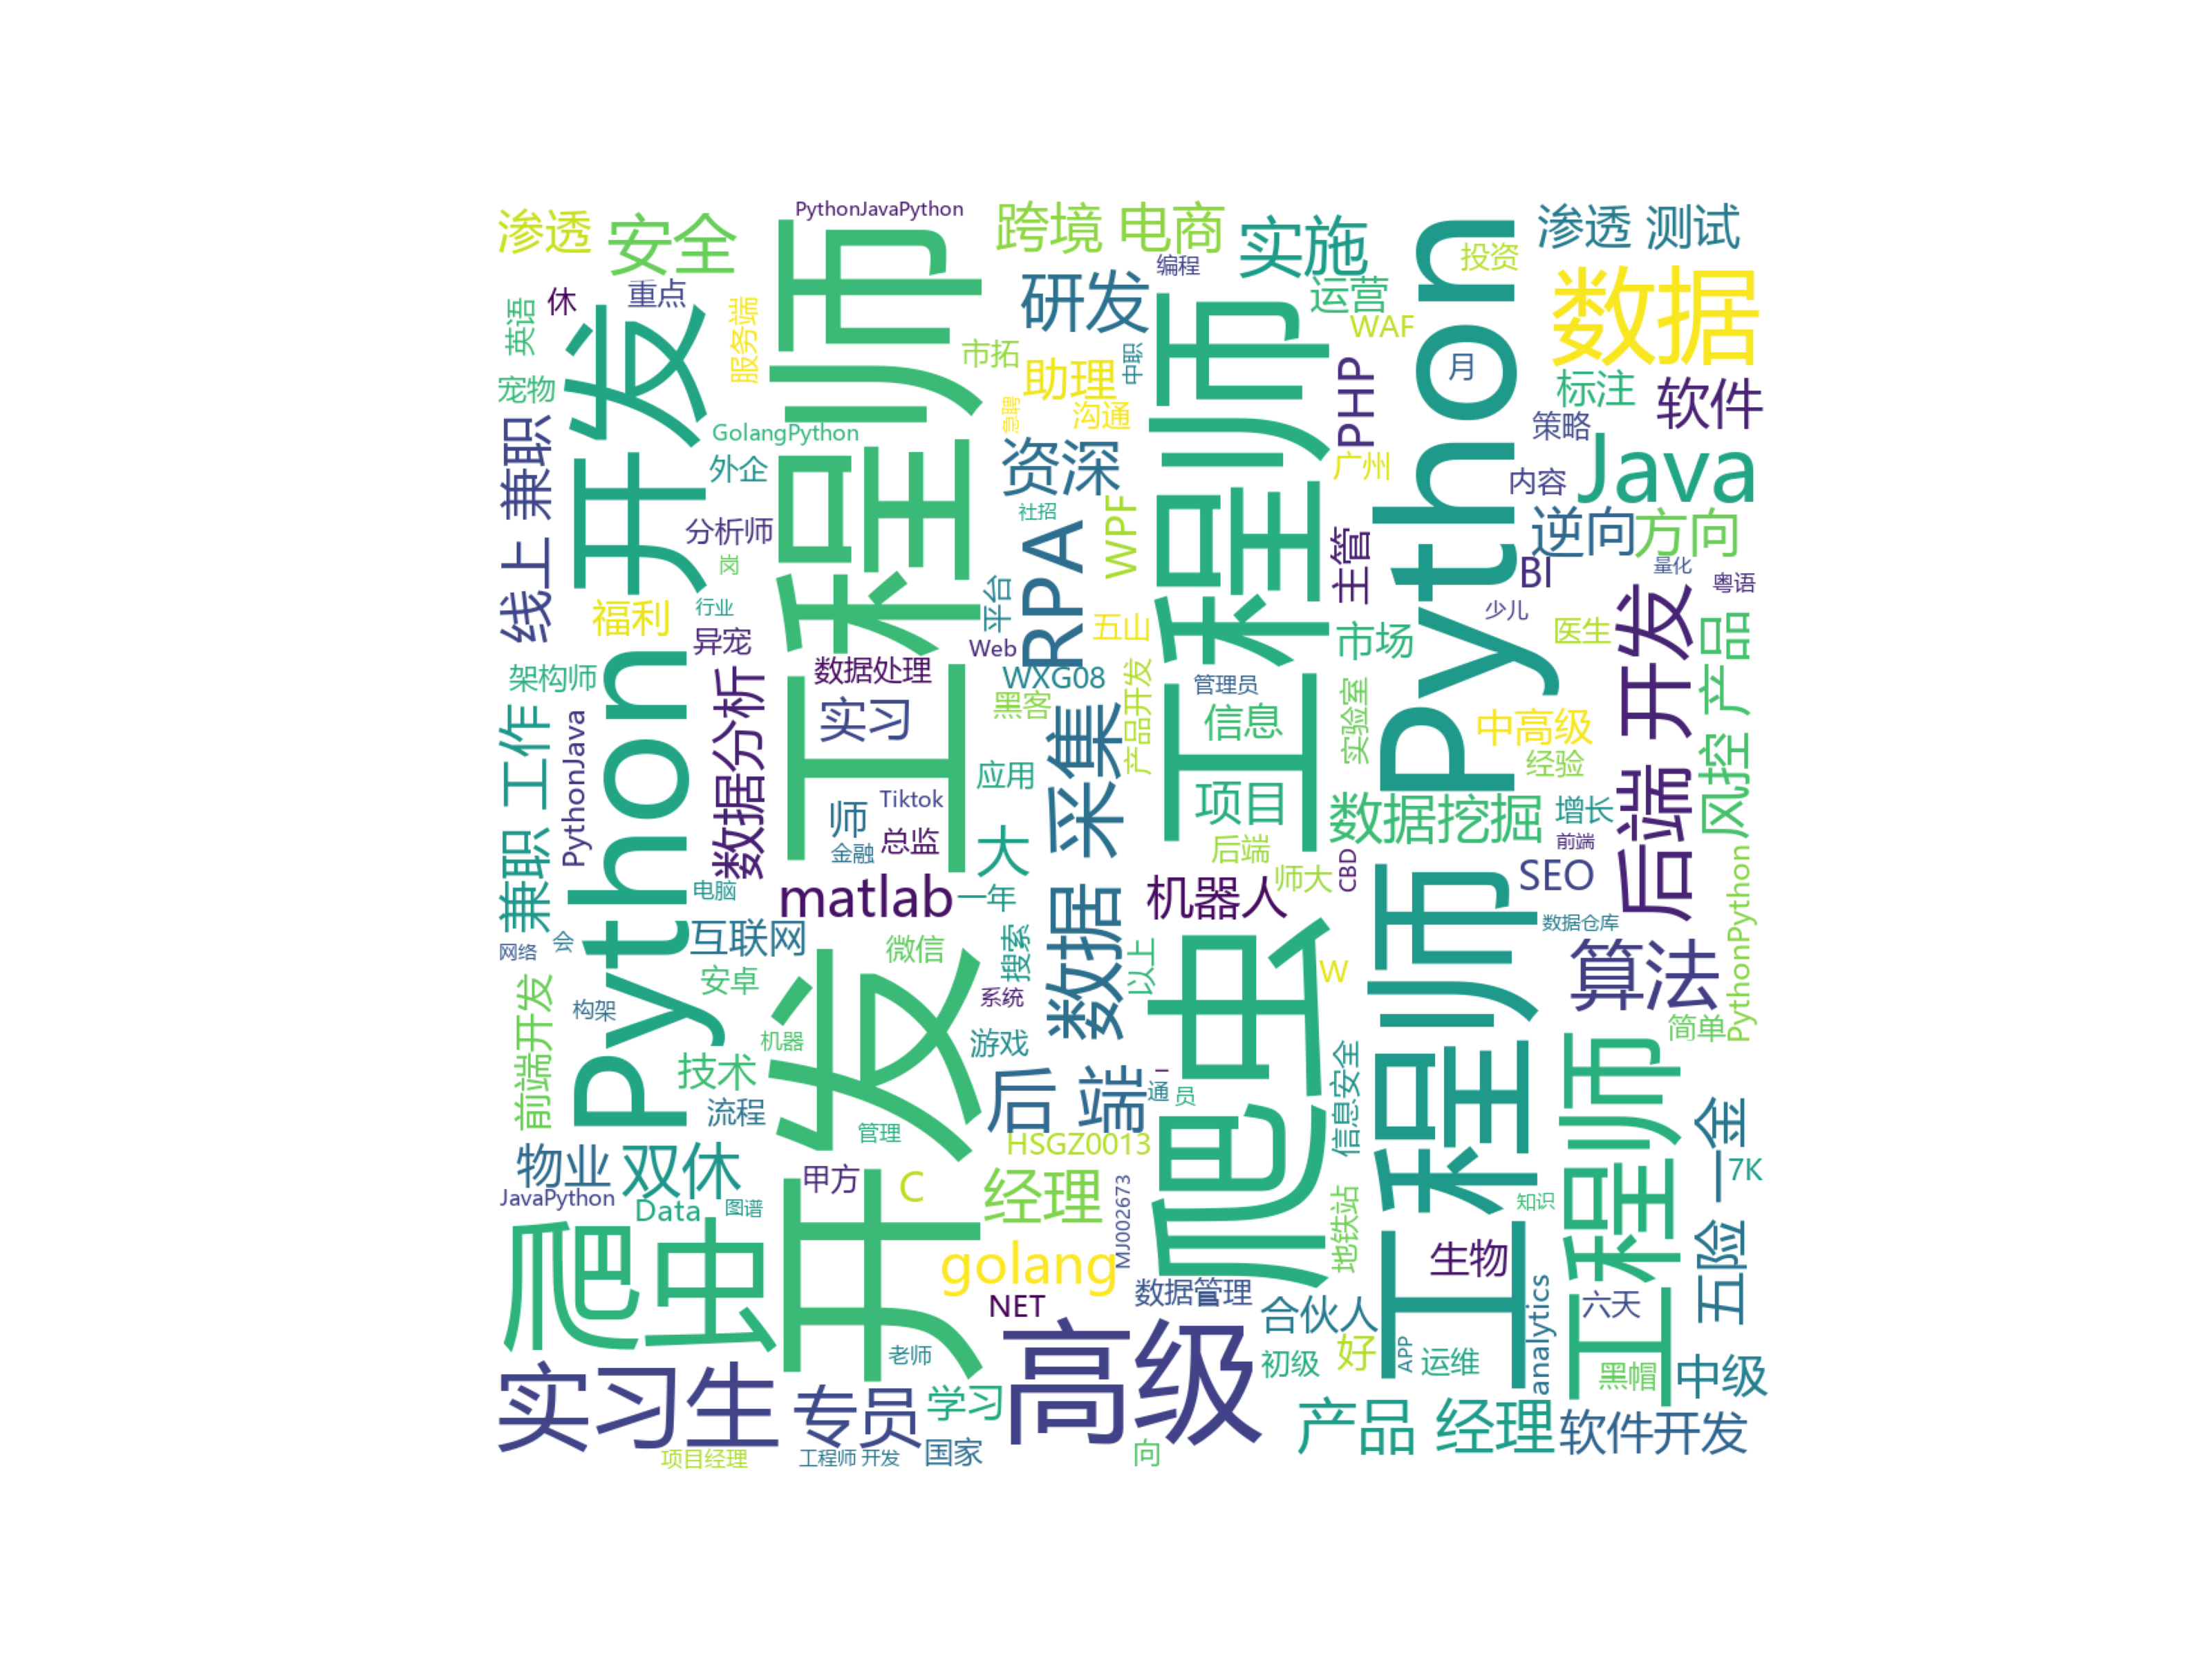 PythonJavaPython
渗透
安全
跨境 电商
实施
渗透 测试
工程师 开发
工程师 爬虫
Python 工程师
Python 开发
数据
编程
投资
研发
运营
休
重点
英语
服务端
WAF
市拓
中职
助理
宠物
月
标注
软件
急聘
沟通
PHP
策略
GolangPython
线上 兼职
外企
资深
广州
内容
Java
社招
WPF
分析师
RPA
主管
逆向
方向
BI
量化
粤语
岗
福利
行业
平台
五山
少儿
医生
后端 开发
风控 产品
异宠
Web
市场
数据处理
架构师
WXG08
管理员
产品开发
黑客
实验室
中高级
数据分析
实习
信息
兼职 工作
PythonJava
数据 采集
经验
应用
项目
数据挖掘
增长
Tiktok
师
总监
金融
大
后端
前端
师大
CBD
SEO
电脑
matlab
一年
机器人
数据仓库
PythonPython
网络
会
互联网
微信
搜索
以上
W
算法
安卓
系统
构架
前端开发
机器
游戏
简单
工程师
技术
后 端
通
员
信息安全
流程
管理
HSGZ0013
五险 一金
物业
双休
甲方
C
经理
7K
JavaPython
Data
图谱
MJ002673
地铁站
知识
爬虫
golang
生物
NET
数据管理
合伙人
analytics
六天
高级
老师
初级
好
APP
运维
黑帽
中级
实习生
专员
学习
产品 经理
软件开发
项目经理
工程师 开发
国家
向